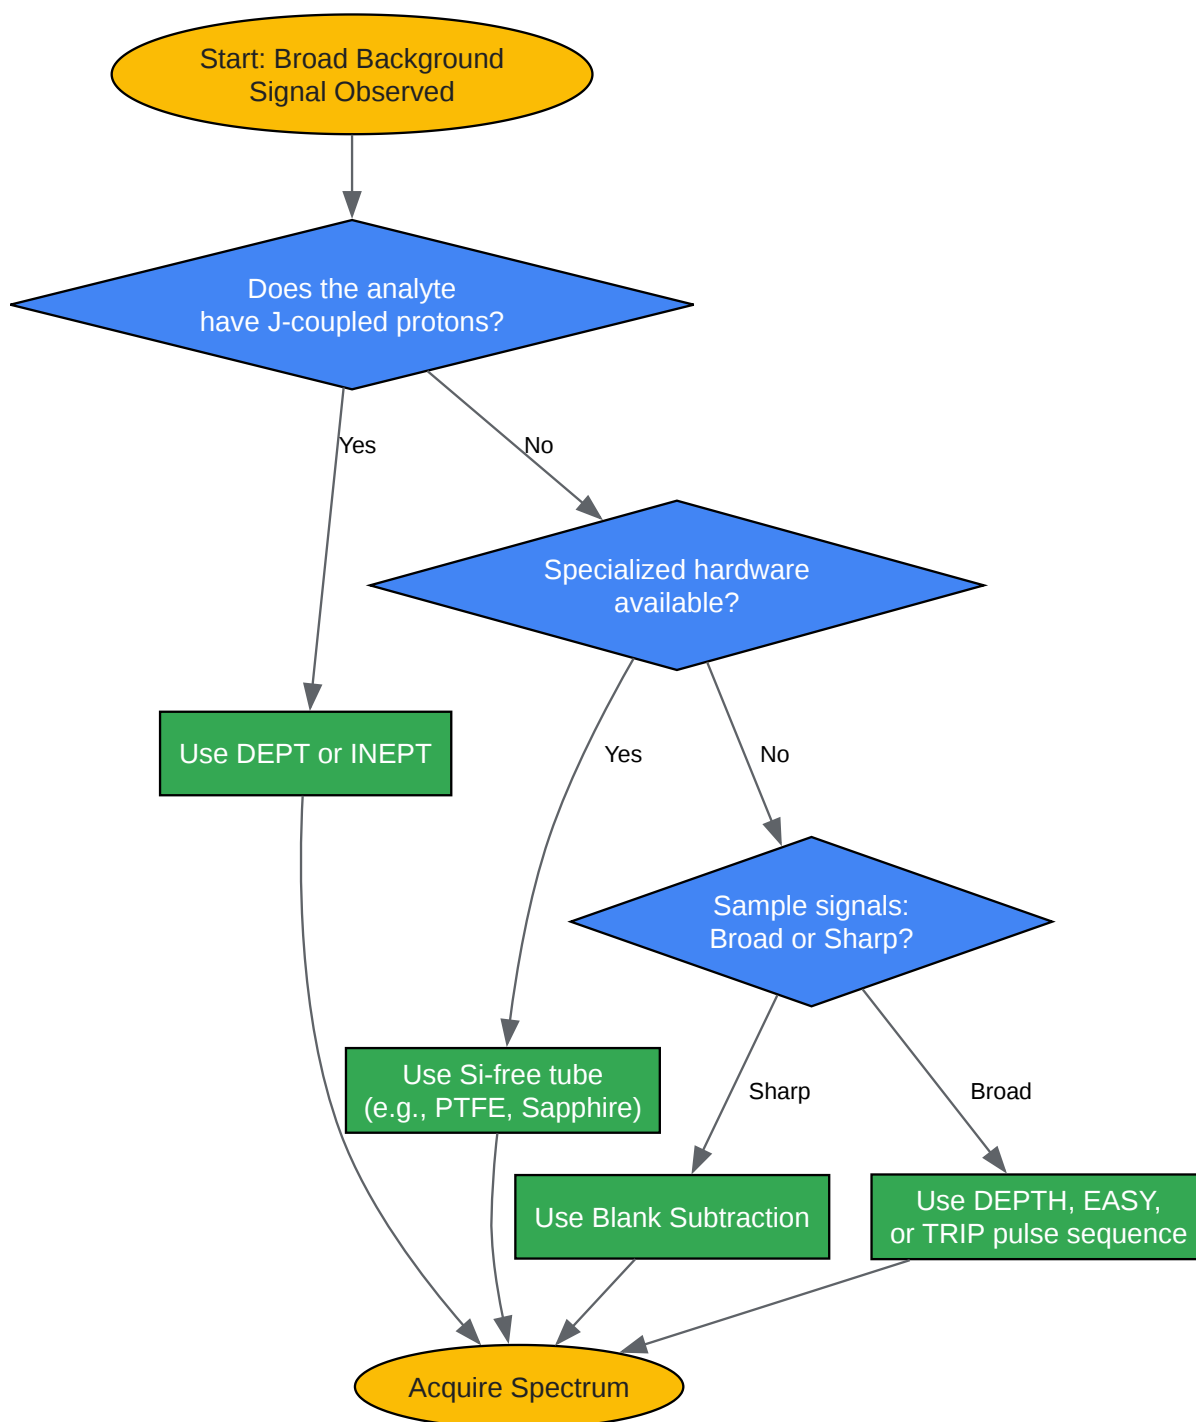 Start: Broad Background
Signal Observed
Does the analyte
have J-coupled protons?
Yes
No
Specialized hardware
available?
Use DEPT or INEPT
Yes
No
Sample signals:
Broad or Sharp?
Use Si-free tube
(e.g., PTFE, Sapphire)
Sharp
Broad
Use Blank Subtraction
Use DEPTH, EASY,
or TRIP pulse sequence
Acquire Spectrum